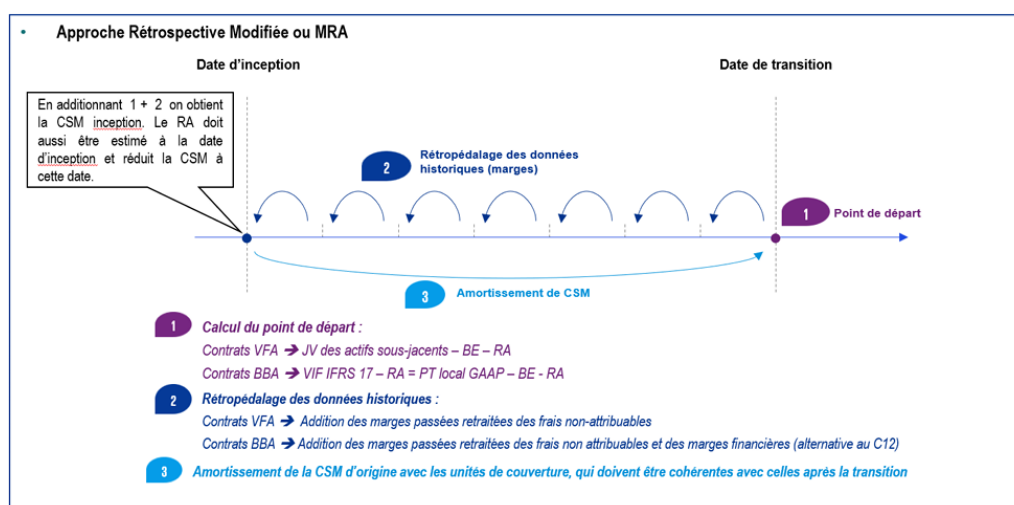 • Approche Rétrospective Modifiée ou MRA
Date d'inception
Date de transition
En additionnant 1 + 2 on obtient
la CSM inception. Le RA doit
aussi être estimé à la date
d'inception et réduit la CSM à
cette date.
2
Rétropédalage des données
historiques (marges)
1
Point de départ
3
Amortissement de CSM
1
Calcul du point de départ :
Contrats VFA ➔ JV des actifs sous-jacents – BE – RA
Contrats BBA ➔ VIF IFRS 17 – RA = PT local GAAP – BE - RA
2
Rétropédalage des données historiques :
Contrats VFA ➔ Addition des marges passées retraitées des frais non-attribuables
Contrats BBA ➔ Addition des marges passées retraitées des frais non attribuables et des marges financières (alternative au C12)
3
Amortissement de la CSM d'origine avec les unités de couverture, qui doivent être cohérentes avec celles après la transition